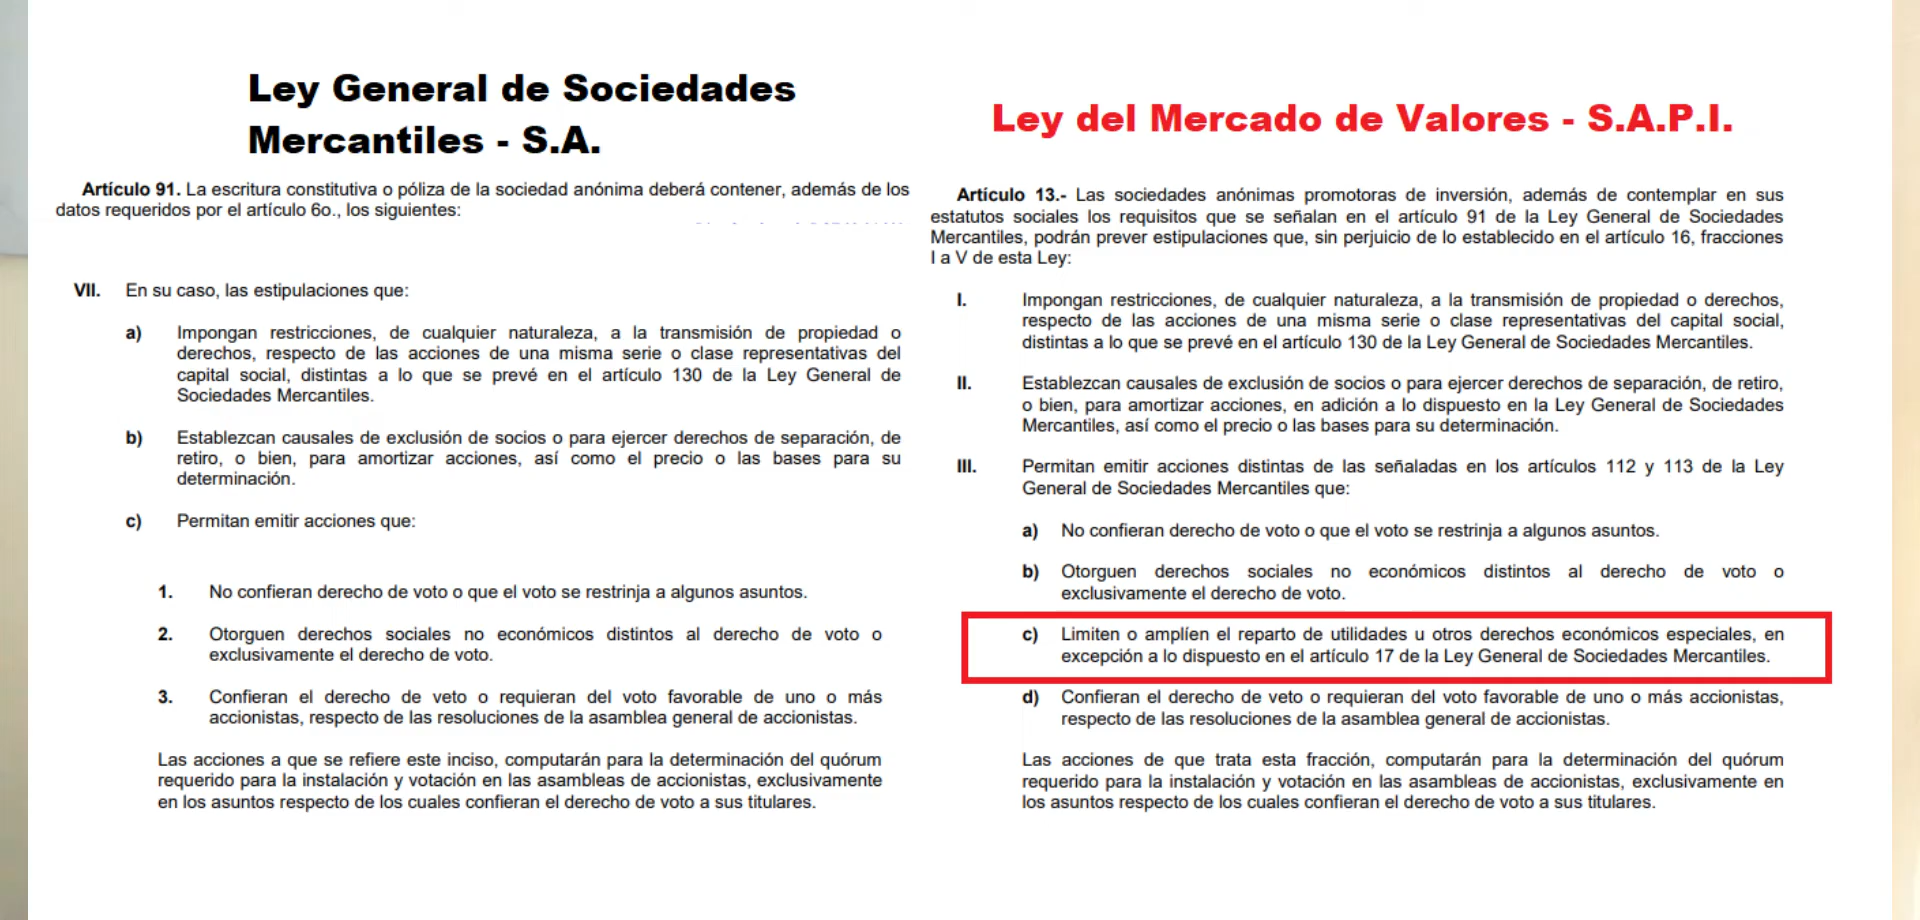 Ley General de Sociedades
Mercantiles - S.A.
Artículo 91. La escritura constitutiva o póliza de la sociedad anónima deberá contener, además de los
datos requeridos por el artículo 6o., los siguientes:
VII. En su caso, las estipulaciones que:
a) Impongan restricciones, de cualquier naturaleza, a la transmisión de propiedad o
derechos, respecto de las acciones de una misma serie o clase representativas del
capital social, distintas a lo que se prevé en el artículo 130 de la Ley General de
Sociedades Mercantiles.
b) Establezcan causales de exclusión de socios o para ejercer derechos de separación, de
retiro, o bien, para amortizar acciones, así como el precio o las bases para su
determinación.
c) Permitan emitir acciones que:
1. No confieran derecho de voto o que el voto se restrinja a algunos asuntos.
2. Otorguen derechos sociales no económicos distintos al derecho de voto o
exclusivamente el derecho de voto.
3. Confieran el derecho de veto o requieran del voto favorable de uno o más
accionistas, respecto de las resoluciones de la asamblea general de accionistas.
Las acciones a que se refiere este inciso, computarán para la determinación del quórum
requerido para la instalación y votación en las asambleas de accionistas, exclusivamente
en los asuntos respecto de los cuales confieran el derecho de voto a sus titulares.
Ley del Mercado de Valores - S.A.P.I.
Artículo 13.- Las sociedades anónimas promotoras de inversión, además de contemplar en sus
estatutos sociales los requisitos que se señalan en el artículo 91 de la Ley General de Sociedades
Mercantiles, podrán prever estipulaciones que, sin perjuicio de lo establecido en el artículo 16, fracciones
I a V de esta Ley:
I. Impongan restricciones, de cualquier naturaleza, a la transmisión de propiedad o derechos,
respecto de las acciones de una misma serie o clase representativas del capital social,
distintas a lo que se prevé en el artículo 130 de la Ley General de Sociedades Mercantiles.
II. Establezcan causales de exclusión de socios o para ejercer derechos de separación, de retiro,
o bien, para amortizar acciones, en adición a lo dispuesto en la Ley General de Sociedades
Mercantiles, así como el precio o las bases para su determinación.
III. Permitan emitir acciones distintas de las señaladas en los artículos 112 y 113 de la Ley
General de Sociedades Mercantiles que:
a) No confieran derecho de voto o que el voto se restrinja a algunos asuntos.
b) Otorguen derechos sociales no económicos distintos al derecho de voto o
exclusivamente el derecho de voto.
c) Limiten o amplíen el reparto de utilidades u otros derechos económicos especiales, en
excepción a lo dispuesto en el artículo 17 de la Ley General de Sociedades Mercantiles.
d) Confieran el derecho de veto o requieran del voto favorable de uno o más accionistas,
respecto de las resoluciones de la asamblea general de accionistas.
Las acciones de que trata esta fracción, computarán para la determinación del quórum
requerido para la instalación y votación en las asambleas de accionistas, exclusivamente en
los asuntos respecto de los cuales confieran el derecho de voto a sus titulares.